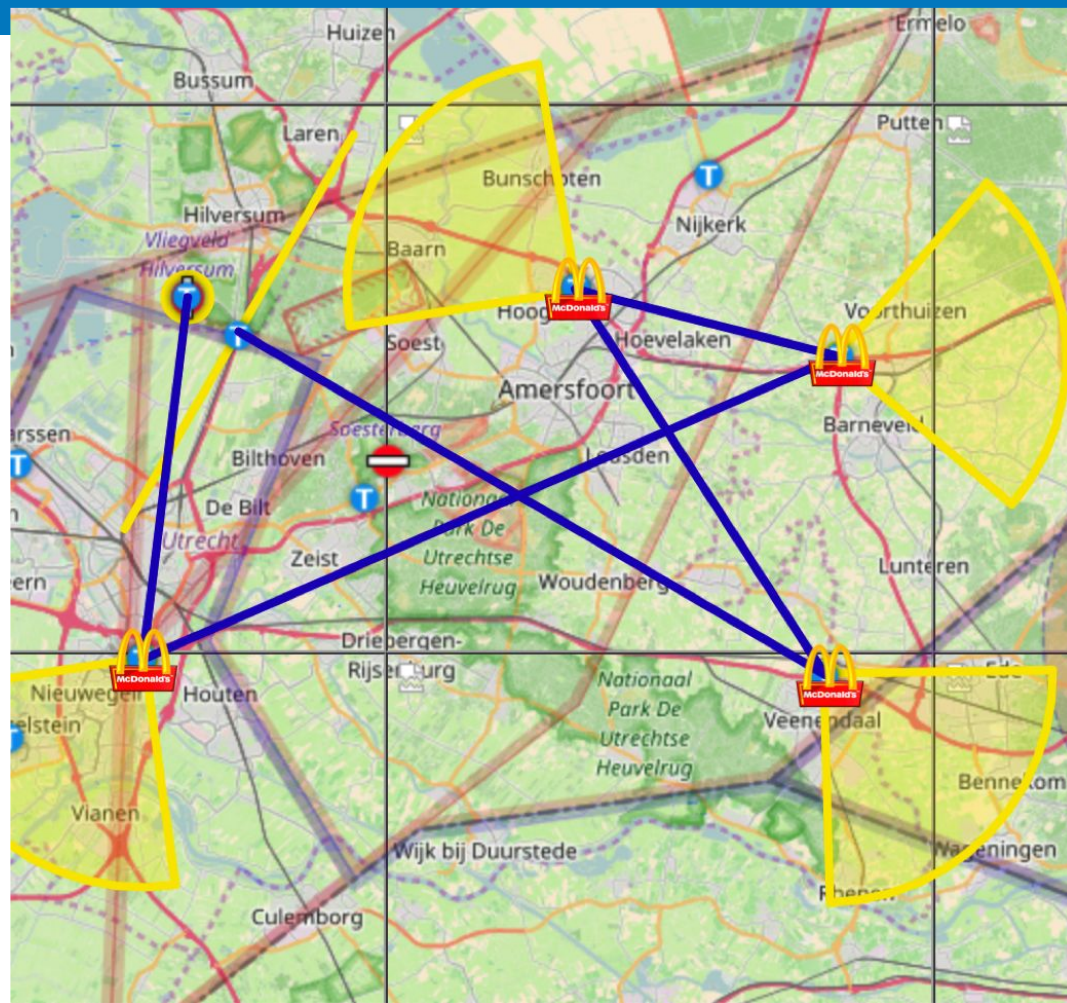 Ermelo
Huizen
Bussum
Laren
Putten
Bunschoten
Hilversum
Nijkerk
Vliegveld
Hilversum
Baarn
McDonald's
Hoog
Voorthuizen
Soest
Hoevelaken
McDonald's
Amersfoort
arssen
Soesterberg
Barneveld
Bilthoven
Leusden
T
Nationaal
Park De
Utrechtse
Heuvelrug
De Bilt
Utrecht
Zeist
Woudenberg
Lunteren
Driebergen-
Rijsenburg
McDonald's
Nieuwegein
Houten
elstein
Nationaal
Park De
Utrechtse
Heuvelrug
McDonald's
Ede
Veenendaal
Bennekom
Vianen
Wijk bij Duurstede
Wageningen
Rhenen
Culemborg